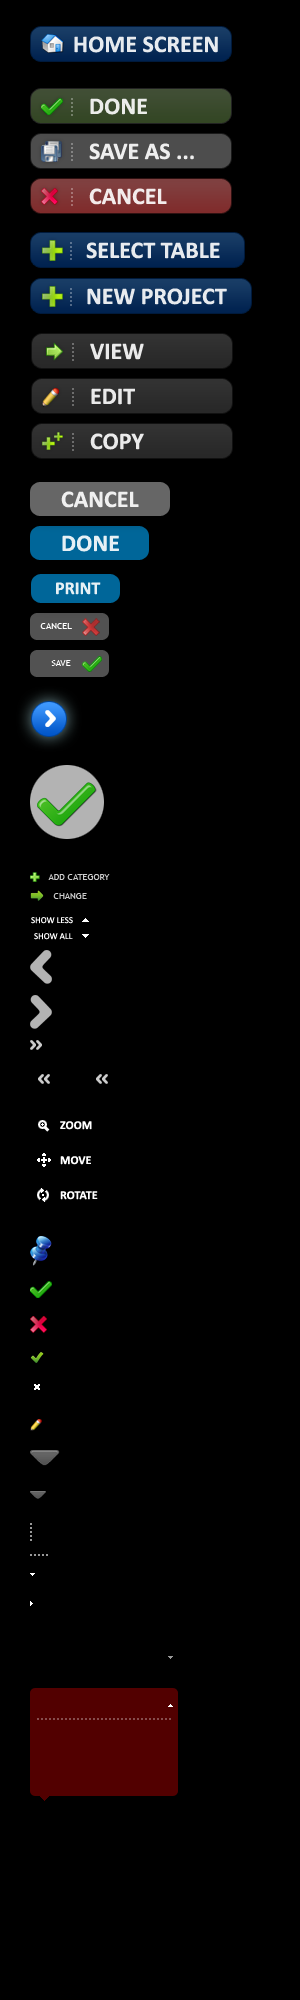 HOME SCREEN
DONE
SAVE AS ...
CANCEL
SELECT TABLE
NEW PROJECT
VIEW
EDIT
COPY
CANCEL
DONE
PRINT
CANCEL
SAVE
ADD CATEGORY
CHANGE
SHOW LESS
SHOW ALL
ZOOM
MOVE
ROTATE